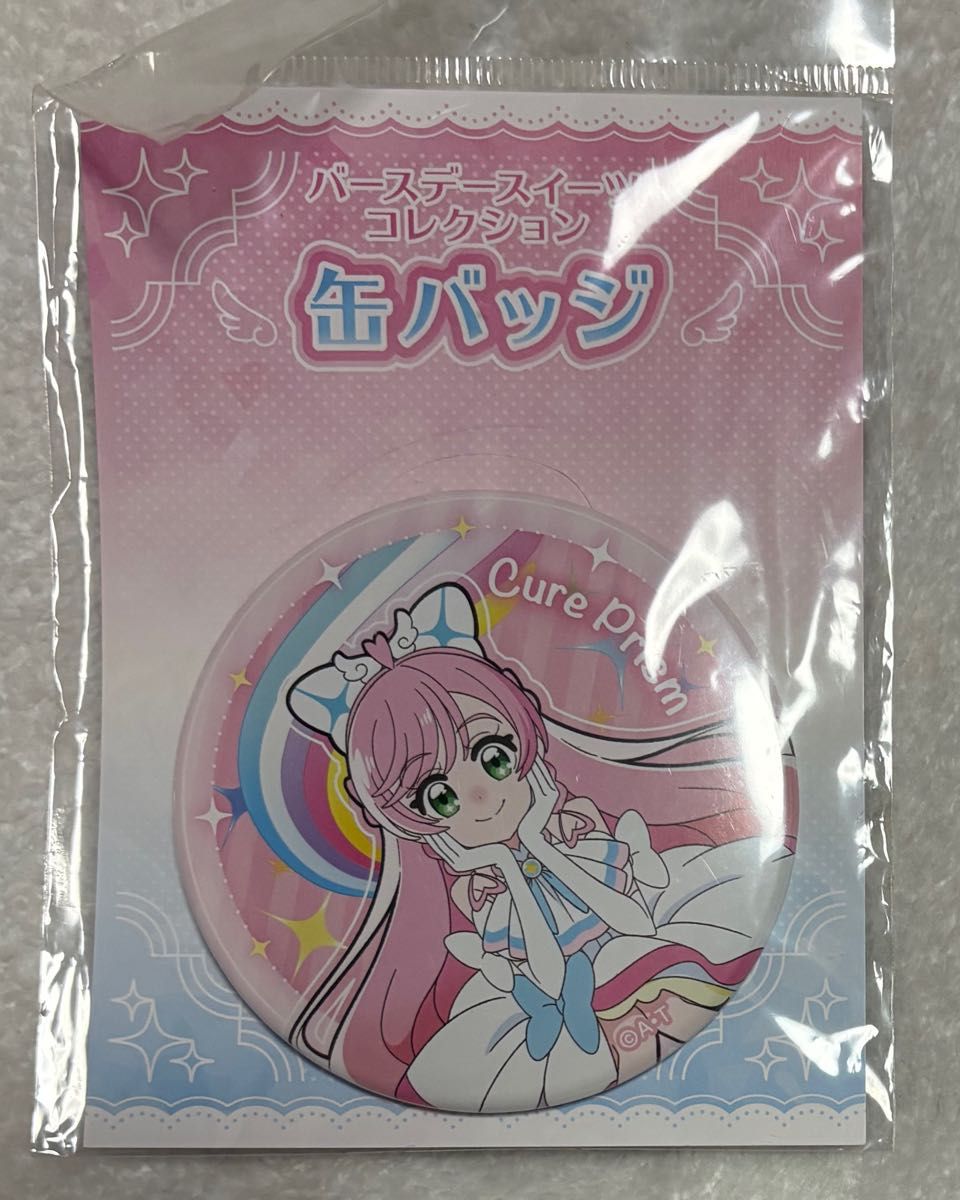 バースデースイーツ
コレクション
缶バッジ
Cure Prism
©A・T